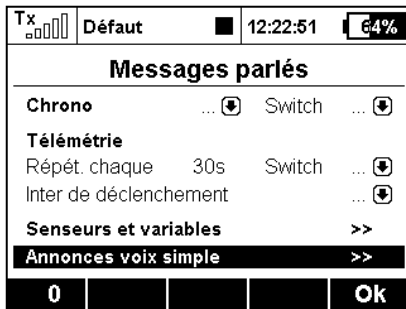 Tx Défaut 12:22:51 64%
Messages parlés
Chrono ... Switch ...
Télémétrie
Répét. chaque 30s Switch ...
Inter de déclenchement ...
Senseurs et variables >>
Annonces voix simple >>
0 Ok